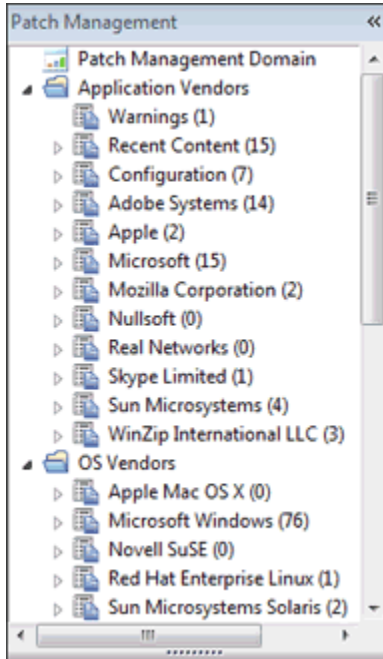 Patch Management
Patch Management Domain
Application Vendors
Warnings (1)
Recent Content (15)
Configuration (7)
Adobe Systems (14)
Apple (2)
Microsoft (15)
Mozilla Corporation (2)
Nullsoft (0)
Real Networks (0)
Skype Limited (1)
Sun Microsystems (4)
WinZip International LLC (3)
OS Vendors
Apple Mac OS X (0)
Microsoft Windows (76)
Novell SuSE (0)
Red Hat Enterprise Linux (1)
Sun Microsystems Solaris (2)